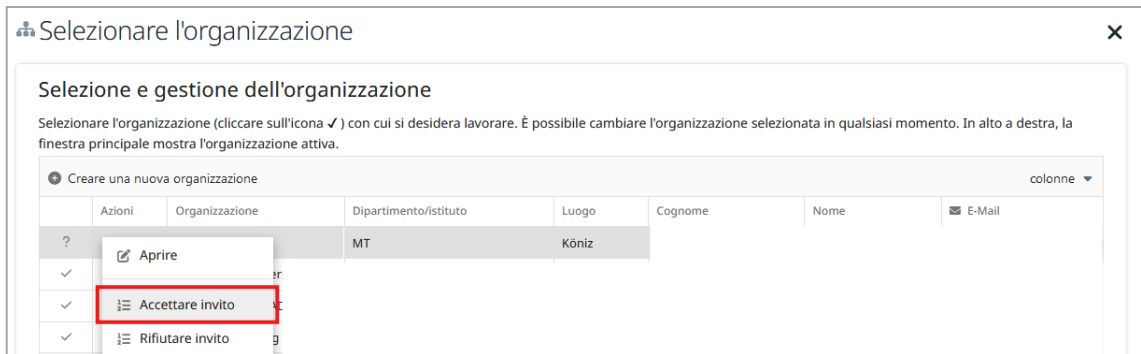 Selezionare l'organizzazione
Selezione e gestione dell'organizzazione
Selezionare l'organizzazione (cliccare sull'icona ✓) con cui si desidera lavorare. È possibile cambiare l'organizzazione selezionata in qualsiasi momento. In alto a destra, la
finestra principale mostra l'organizzazione attiva.
Creare una nuova organizzazione colonne
Azioni Organizzazione Dipartimento/istituto Luogo Cognome Nome E-Mail
? MT Köniz
Aprire
Accettare invito
Rifiutare invito